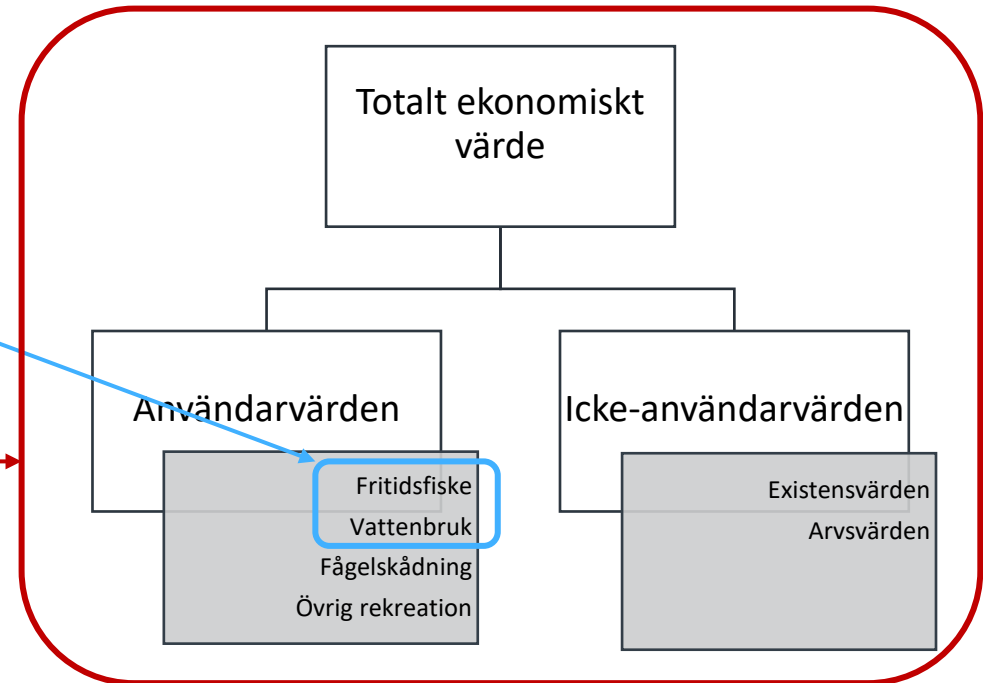 Totalt ekonomiskt
värde
Användarvärden
Icke-användarvärden
Fritidsfiske
Vattenbruk
Fågelskådning
Övrig rekreation
Existensvärden
Arvsvärden